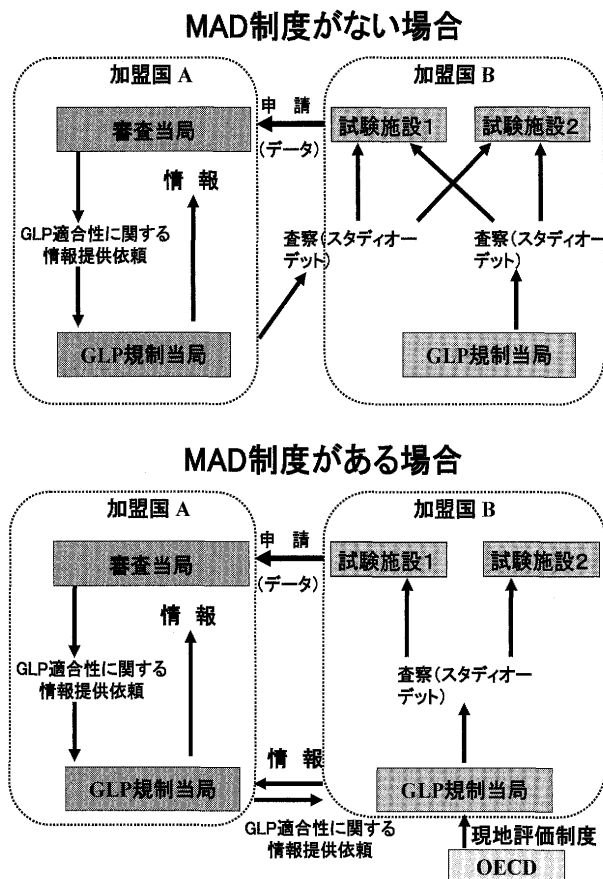 MAD制度がない場合
加盟国 A
加盟国 B
審査当局
申　請
(データ)
試験施設1
試験施設2
情　報
GLP適合性に関する
情報提供依頼
査察(スタディオー
デット)
査察(スタディオー
デット)
GLP規制当局
GLP規制当局
MAD制度がある場合
加盟国 A
加盟国 B
審査当局
申　請
(データ)
試験施設1
試験施設2
情　報
GLP適合性に関する
情報提供依頼
査察(スタディオー
デット)
情　報
GLP規制当局
GLP規制当局
GLP適合性に関する
情報提供依頼
現地評価制度
OECD